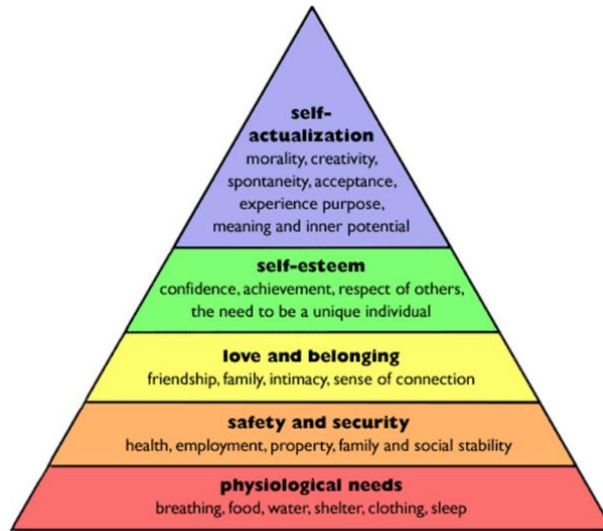 self-
actualization
morality, creativity,
spontaneity, acceptance,
experience purpose,
meaning and inner potential
self-esteem
confidence, achievement, respect of others,
the need to be a unique individual
love and belonging
friendship, family, intimacy, sense of connection
safety and security
health, employment, property, family and social stability
physiological needs
breathing, food, water, shelter, clothing, sleep